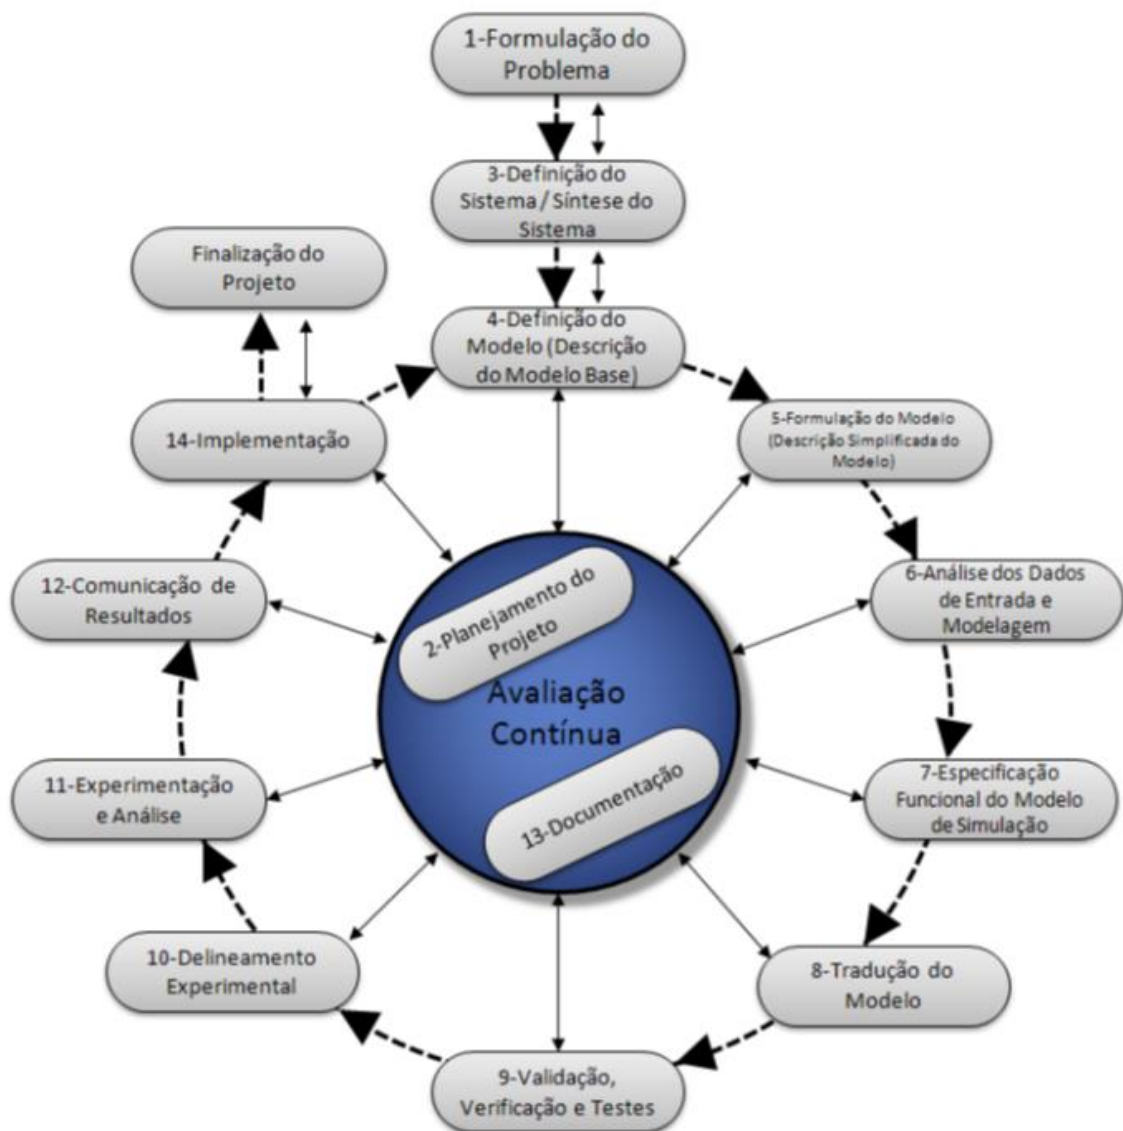 1-Formulação do
Problema
3-Definição do
Sistema / Síntese do
Sistema
Finalização do
Projeto
4-Definição do
Modelo (Descrição
do Modelo Base)
14-Implementação
5-Formulação do Modelo
(Descrição Simplificada do
Modelo)
12-Comunicação de
Resultados
2-Planejamento do
Projeto
6-Análise dos Dados
de Entrada e
Modelagem
Avaliação
Contínua
11-Experimentação
e Análise
13-Documentação
7-Especificação
Funcional do Modelo
de Simulação
10-Delineamento
Experimental
8-Tradução do
Modelo
9-Validação,
Verificação e Testes